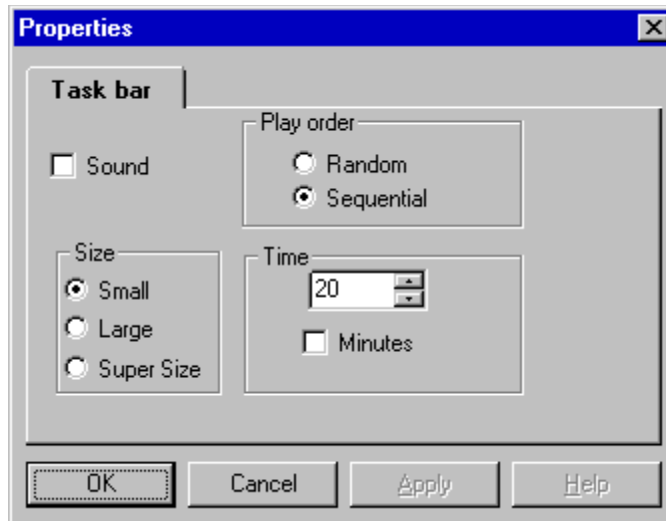 Properties
Task bar
Sound
Play order
Random
Sequential
Size
Small
Large
Super Size
Time
20
Minutes
OK
Cancel
Apply
Help